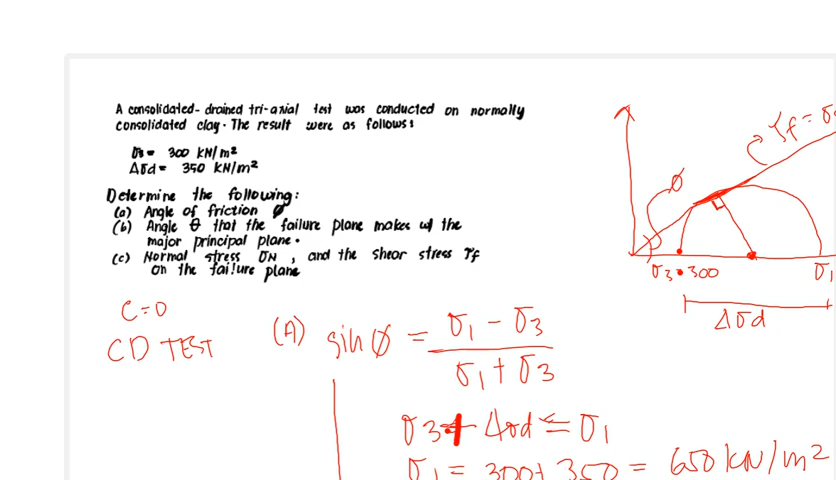 A consolidated-drained tri-axial test was conducted on normally
consolidated clay. The result were as follows:
σ3 = 300 KN/m²
Δσd = 350 KN/m²
Determine the following:
(a) Angle of friction ϕ
(b) Angle θ that the failure plane makes w/ the
major principal plane.
(c) Normal stress σN, and the shear stress τf
on the failure plane
C=0
CD TEST
(A) sin ϕ = σ1 - σ3
σ1 + σ3
σ3 + Δσd = σ1
σ1 = 300 + 350 = 650 KN/m²
τf = σ
ϕ
σ3 • 300
σ1
Δσd